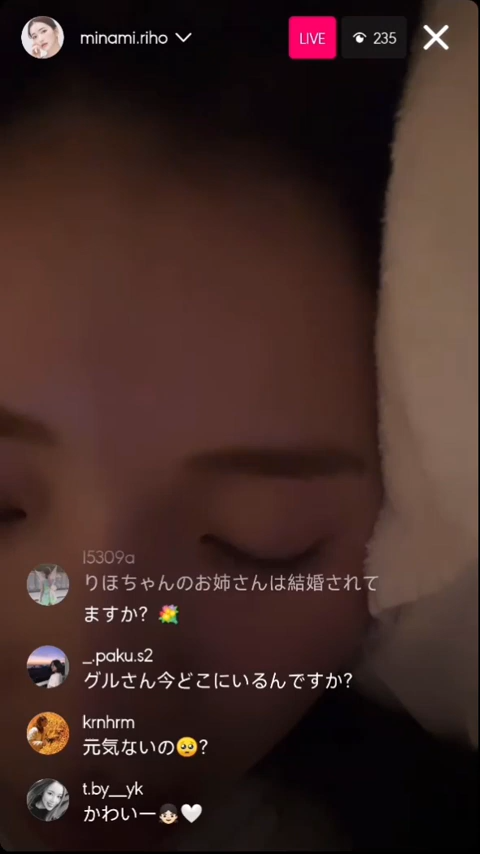 minami.riho
LIVE
235
l5309a
りほちゃんのお姉さんは結婚されて
ますか？💐
_.paku.s2
グルさん今どこにいるんですか？
krnhrm
元気ないの🥺？
t.by__yk
かわいー👧🏻🤍